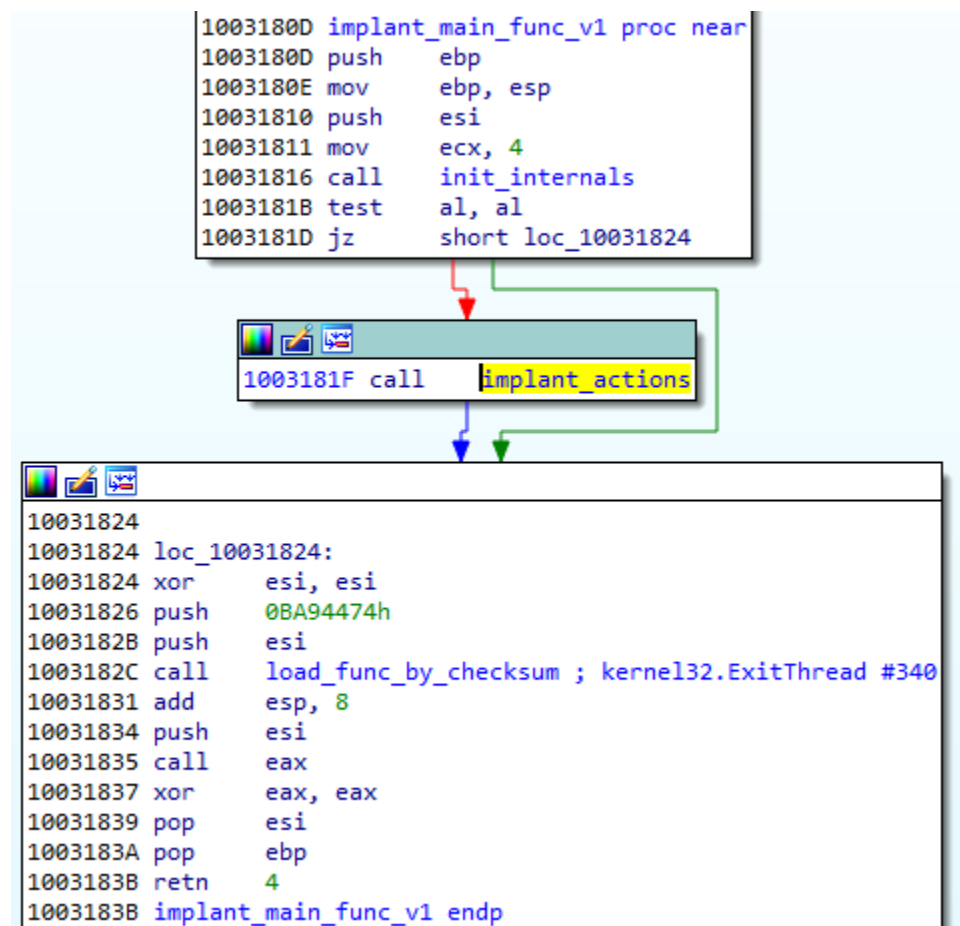 1003180D implant_main_func_v1 proc near
1003180D push ebp
1003180E mov ebp, esp
10031810 push esi
10031811 mov ecx, 4
10031816 call init_internals
1003181B test al, al
1003181D jz short loc_10031824
1003181F call implant_actions
10031824
10031824 loc_10031824:
10031824 xor esi, esi
10031826 push 0BA94474h
1003182B push esi
1003182C call load_func_by_checksum ; kernel32.ExitThread #340
10031831 add esp, 8
10031834 push esi
10031835 call eax
10031837 xor eax, eax
10031839 pop esi
1003183A pop ebp
1003183B retn 4
1003183B implant_main_func_v1 endp